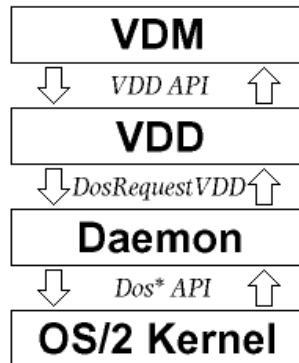 VDM
VDD API
VDD
DosRequestVDD
Daemon
Dos* API
OS/2 Kernel